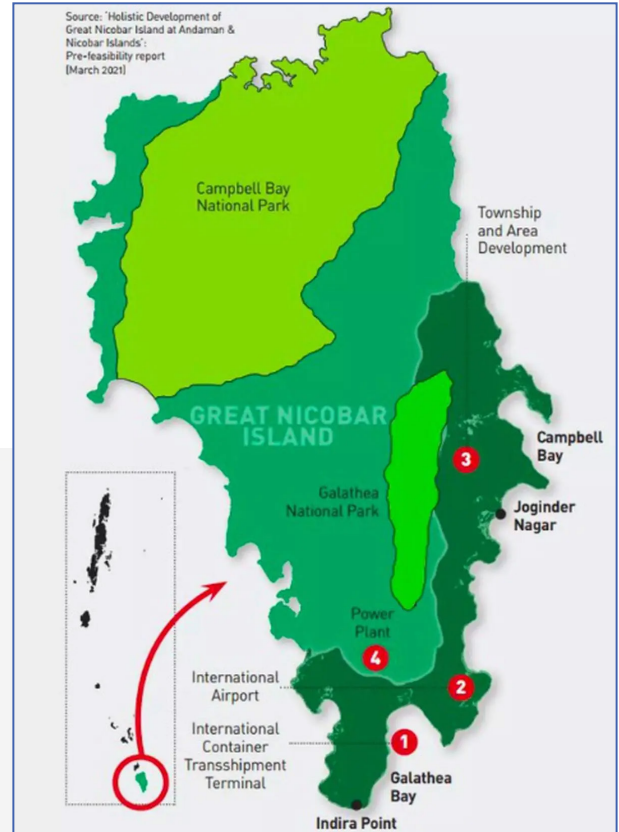 Source: 'Holistic Development of
Great Nicobar Island at Andaman &
Nicobar Islands':
Pre-feasibility report
(March 2021)
Campbell Bay
National Park
Township
and Area
Development
GREAT NICOBAR
ISLAND
Campbell
Bay
3
Galathea
National Park
Joginder
Nagar
Power
Plant
4
International
Airport
2
International
Container
Transshipment
Terminal
1
Galathea
Bay
Indira Point